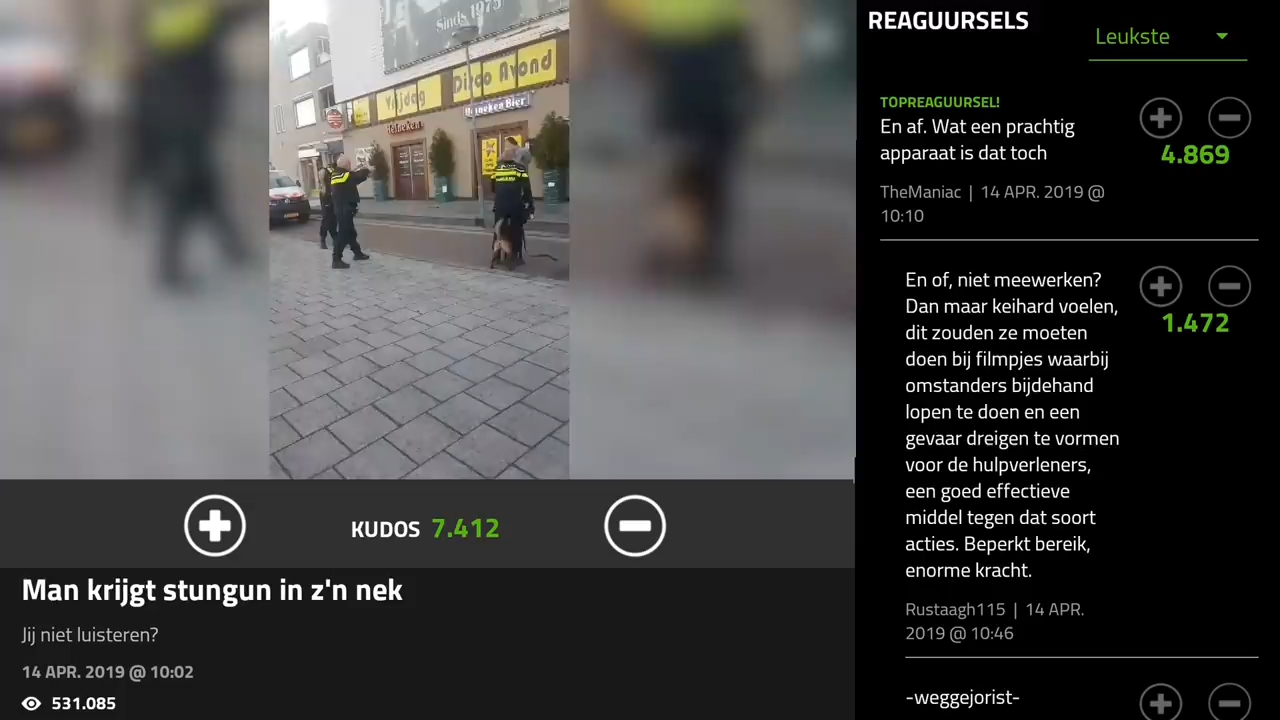 Sinds 1975
Vrijdag
Disco Avond
Heineken Bier
Heineken
KUDOS 7.412
Man krijgt stungun in z'n nek
Jij niet luisteren?
14 APR. 2019 @ 10:02
531.085
REAGUURSELS
Leukste
TOPREAGUURSEL!
En af. Wat een prachtig
apparaat is dat toch
4.869
TheManiac | 14 APR. 2019 @
10:10
En of, niet meewerken?
Dan maar keihard voelen,
dit zouden ze moeten
doen bij filmpjes waarbij
omstanders bijdehand
lopen te doen en een
gevaar dreigen te vormen
voor de hulpverleners,
een goed effectieve
middel tegen dat soort
acties. Beperkt bereik,
enorme kracht.
1.472
Rustaagh115 | 14 APR.
2019 @ 10:46
-weggejorist-